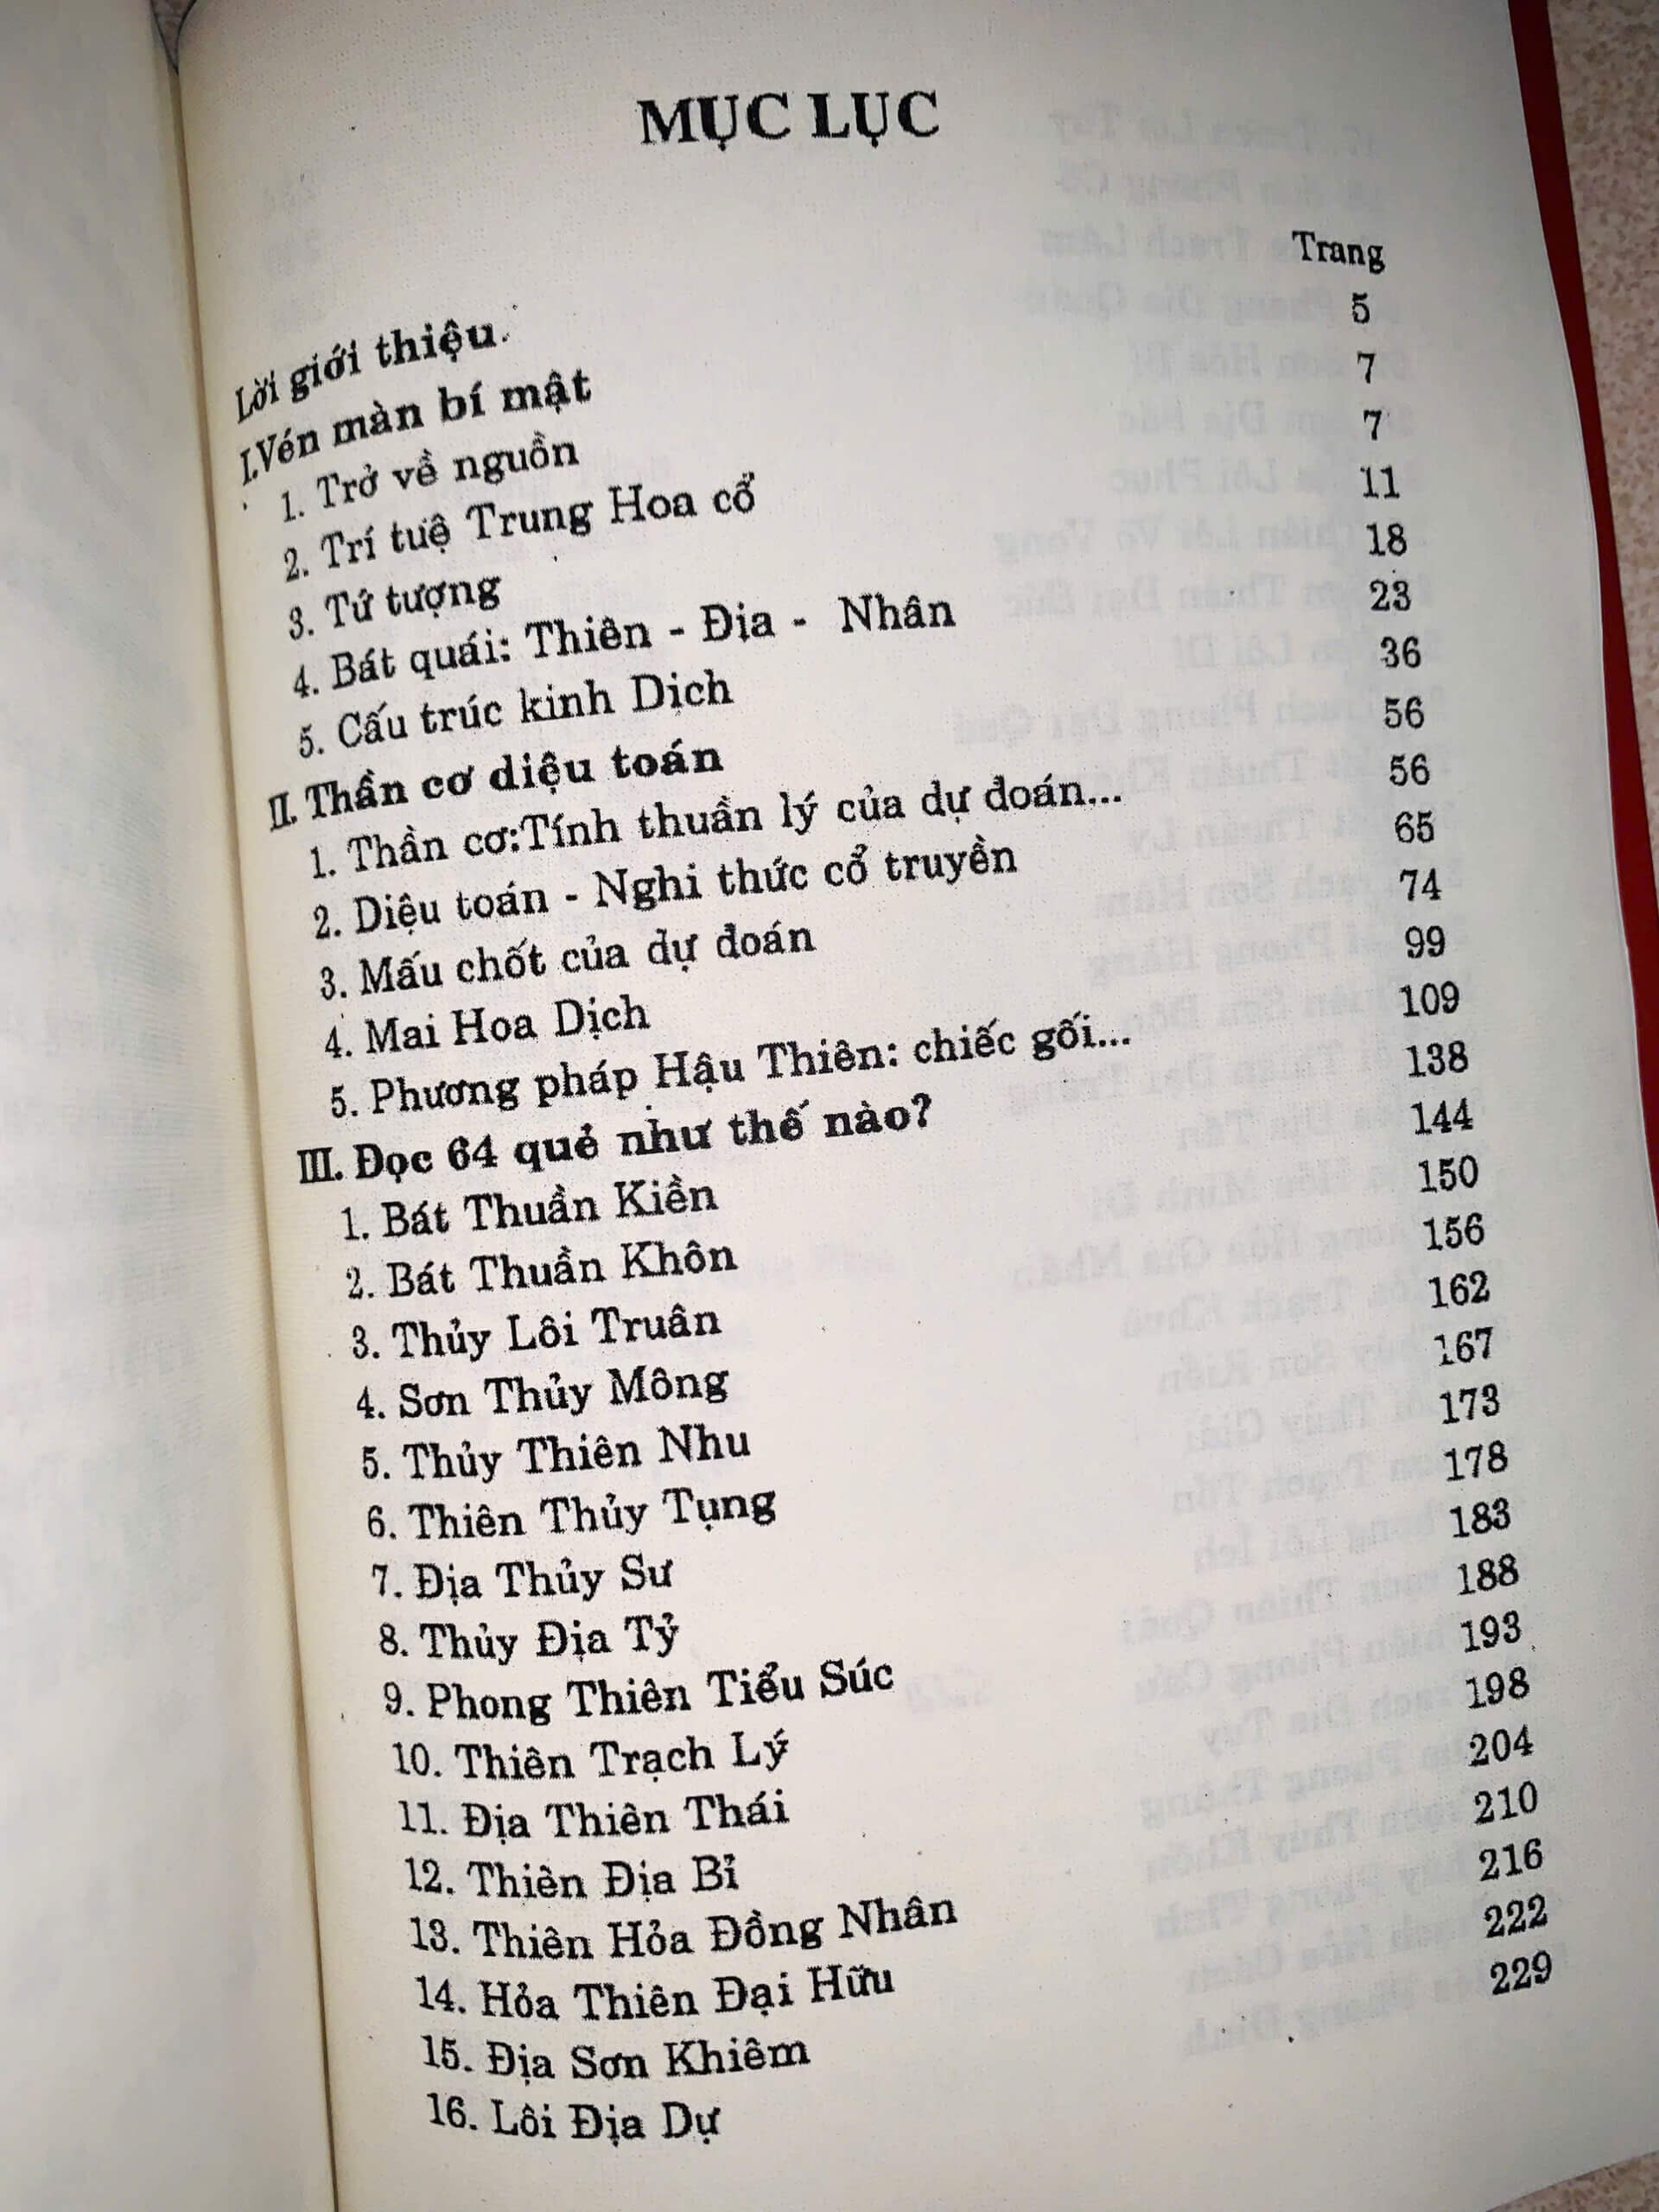 MỤC LỤC
Trang
Lời giới thiệu. 5
I.Vén màn bí mật 7
1. Trở về nguồn 7
2. Trí tuệ Trung Hoa cổ 11
3. Tứ tượng 18
4. Bát quái: Thiên - Địa - Nhân 23
5. Cấu trúc kinh Dịch 36
II. Thần cơ diệu toán 56
1. Thần cơ:Tính thuần lý của dự đoán... 56
2. Diệu toán - Nghi thức cổ truyền 65
3. Mấu chốt của dự đoán 74
4. Mai Hoa Dịch 99
5. Phương pháp Hậu Thiên: chiếc gối... 109
III. Đọc 64 quẻ như thế nào? 138
1. Bát Thuần Kiền 144
2. Bát Thuần Khôn 150
3. Thủy Lôi Truân 156
4. Sơn Thủy Mông 162
5. Thủy Thiên Nhu 167
6. Thiên Thủy Tụng 173
7. Địa Thủy Sư 178
8. Thủy Địa Tỷ 183
9. Phong Thiên Tiểu Súc 188
10. Thiên Trạch Lý 193
11. Địa Thiên Thái 198
12. Thiên Địa Bỉ 204
13. Thiên Hỏa Đồng Nhân 210
14. Hỏa Thiên Đại Hữu 216
15. Địa Sơn Khiêm 222
16. Lôi Địa Dự 229